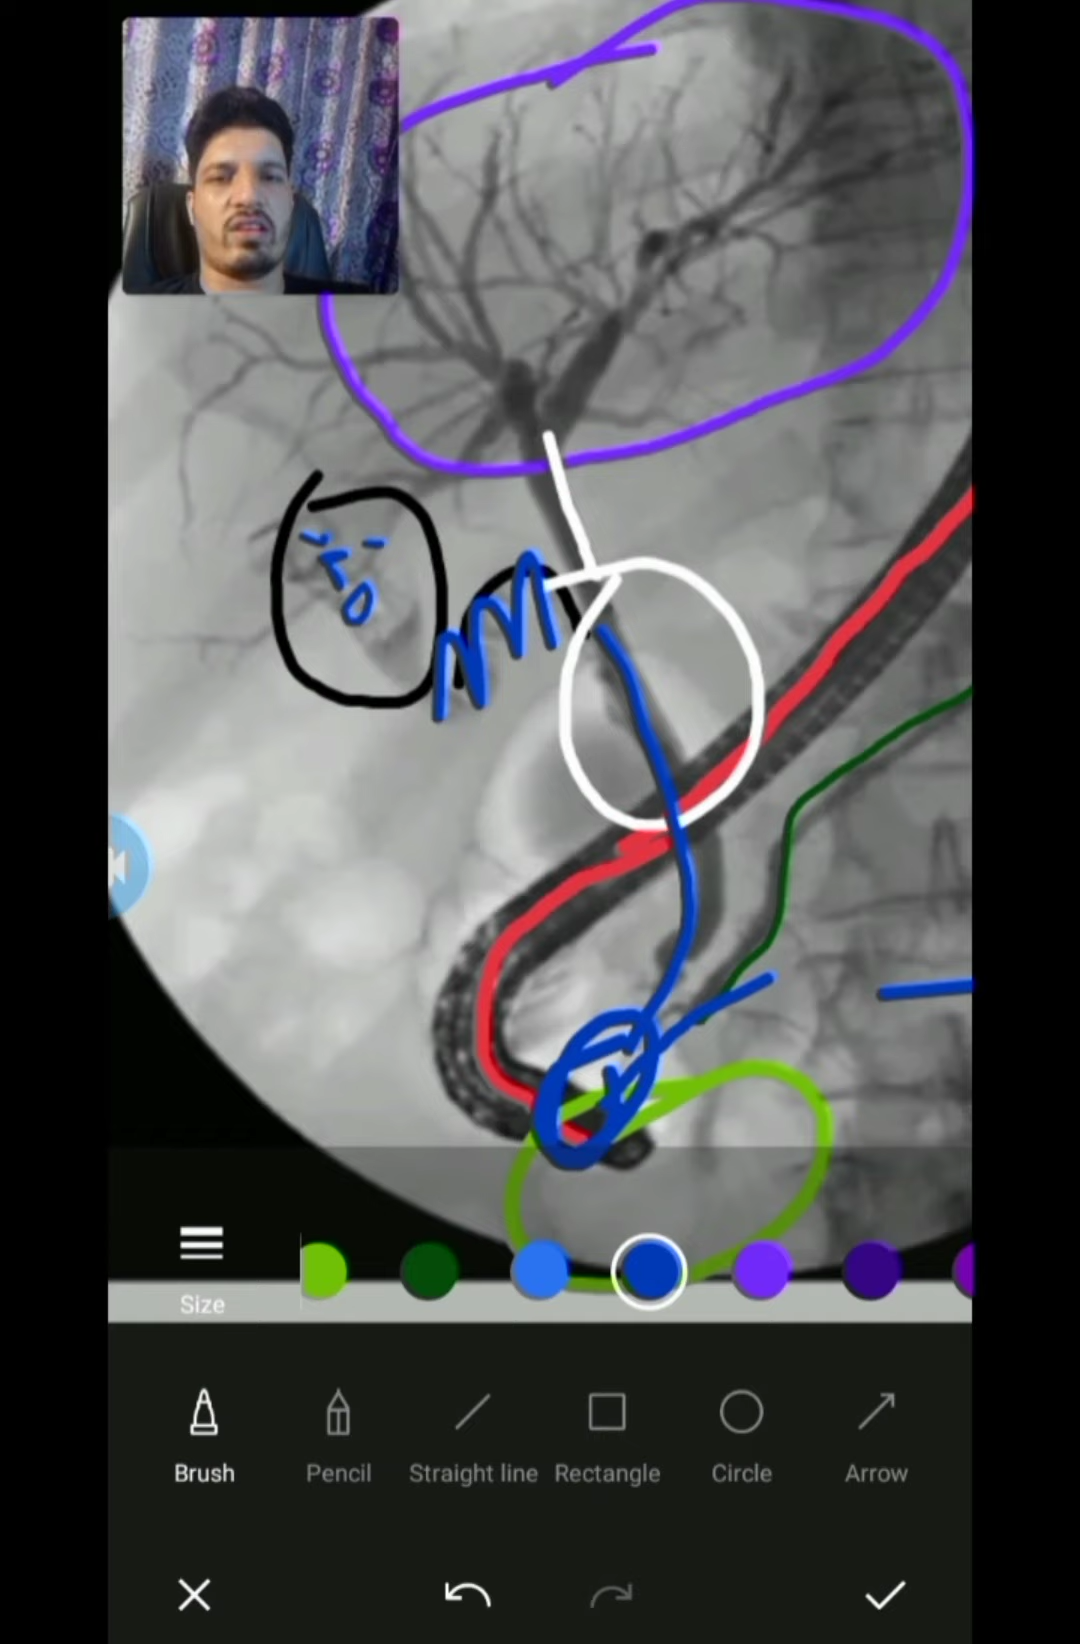 Size
Brush
Pencil
Straight line
Rectangle
Circle
Arrow